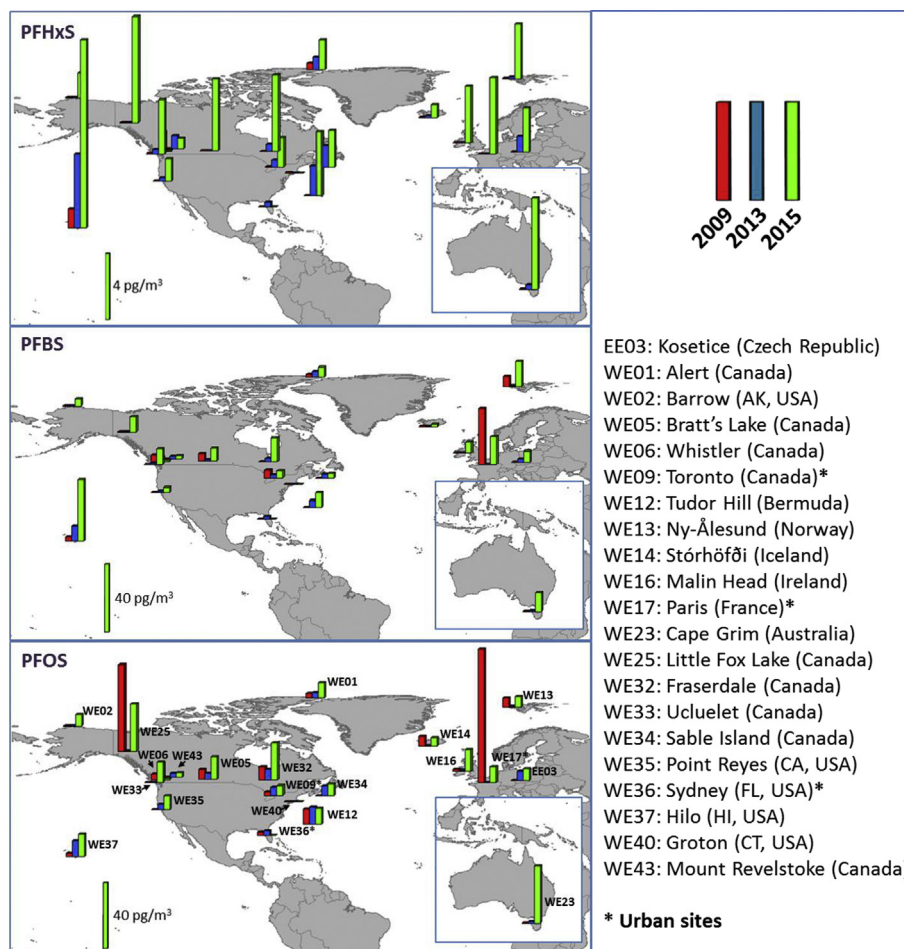 PFHxS
4 pg/m³
PFBS
40 pg/m³
PFOS
WE01
WE13
WE02
WE14
WE25
WE06
WE43
WE05
WE32
WE16
WE17*
EE03
WE33
WE09*
WE34
WE35
WE40
WE12
WE36*
WE37
WE23
40 pg/m³
2009
2013
2015
EE03: Kosetice (Czech Republic)
WE01: Alert (Canada)
WE02: Barrow (AK, USA)
WE05: Bratt's Lake (Canada)
WE06: Whistler (Canada)
WE09: Toronto (Canada)*
WE12: Tudor Hill (Bermuda)
WE13: Ny-Ålesund (Norway)
WE14: Stórhöfði (Iceland)
WE16: Malin Head (Ireland)
WE17: Paris (France)*
WE23: Cape Grim (Australia)
WE25: Little Fox Lake (Canada)
WE32: Fraserdale (Canada)
WE33: Ucluelet (Canada)
WE34: Sable Island (Canada)
WE35: Point Reyes (CA, USA)
WE36: Sydney (FL, USA)*
WE37: Hilo (HI, USA)
WE40: Groton (CT, USA)
WE43: Mount Revelstoke (Canada)
* Urban sites